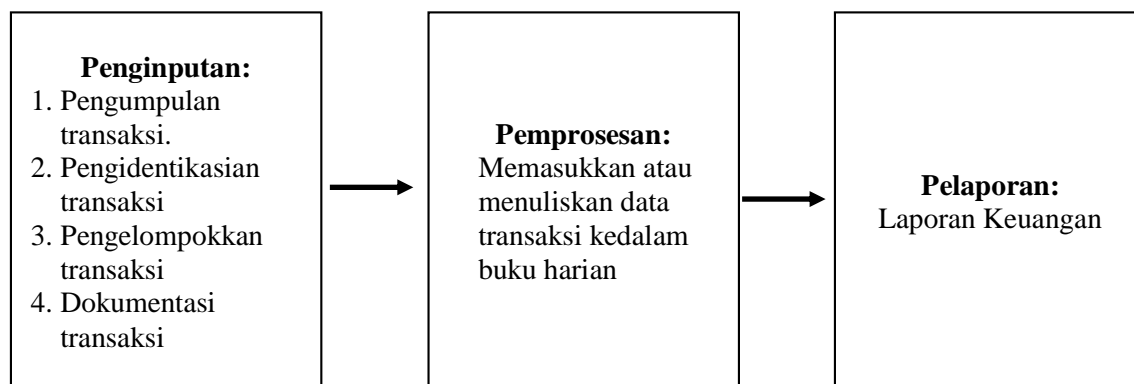 Penginputan:
1. Pengumpulan
transaksi.
2. Pengidentikasian
transaksi
3. Pengelompokkan
transaksi
4. Dokumentasi
transaksi
Pemprosesan:
Memasukkan atau
menuliskan data
transaksi kedalam
buku harian
Pelaporan:
Laporan Keuangan